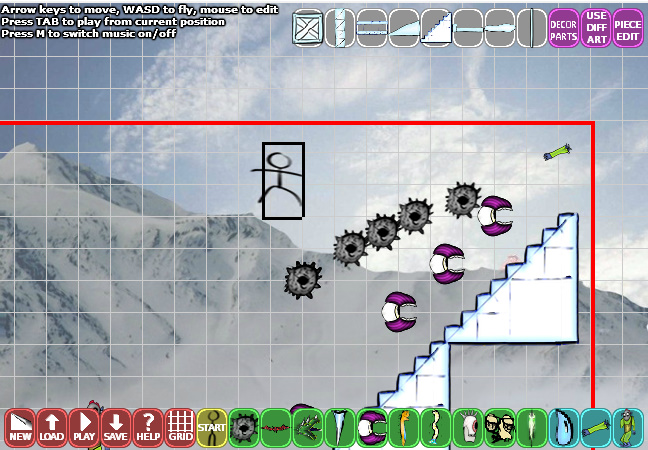 Arrow keys to move, WASD to fly, mouse to edit
Press TAB to play from current position
Press M to switch music on/off
DECOR PARTS
USE DIFF ART
PIECE EDIT
NEW
LOAD
PLAY
SAVE
HELP
GRID
START